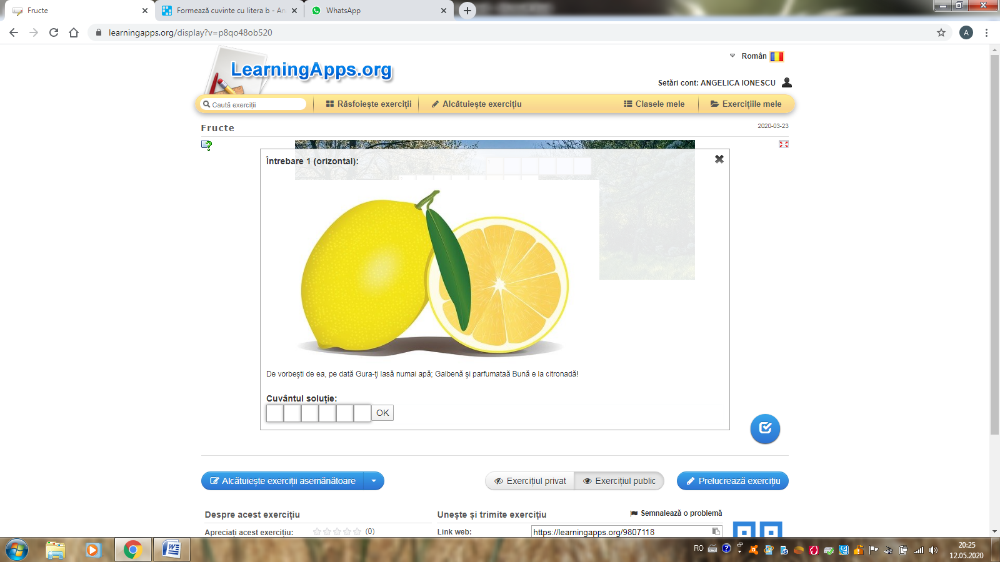 Fructe
Formează cuvinte cu litera b - An
WhatsApp
learningapps.org/display?v=p8qo48ob520
A
LearningApps.org
Român
Setări cont: ANGELICA IONESCU
Caută exerciții
Răsfoiește exerciții
Alcătuiește exercițiu
Clasele mele
Exercițiile mele
Fructe
2020-03-23
Întrebare 1 (orizontal):
De vorbești de ea, pe dată Gura-ţi lasă numai apă; Galbenă și parfumataă Bună e la citronadă!
Cuvântul soluție:
OK
Alcătuiește exerciții asemănătoare
Exercițiul privat
Exercițiul public
Prelucrează exercițiu
Despre acest exercițiu
Unește și trimite exercițiu
Semnalează o problemă
Apreciați acest exercițiu:
(0)
Link web:
https://learningapps.org/9807118
RO
20:25
12.05.2020